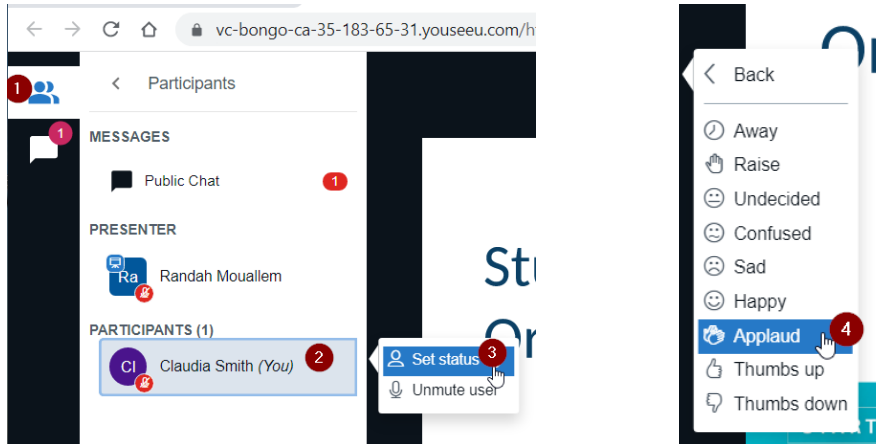 vc-bongo-ca-35-183-65-31.youseeu.com/h
1
Participants
1
MESSAGES
Public Chat
1
PRESENTER
Ra
Randah Mouallem
PARTICIPANTS (1)
CI
Claudia Smith (You)
2
Set status
3
Unmute user
Stu
Or
Back
Away
Raise
Undecided
Confused
Sad
Happy
Applaud
4
Thumbs up
Thumbs down